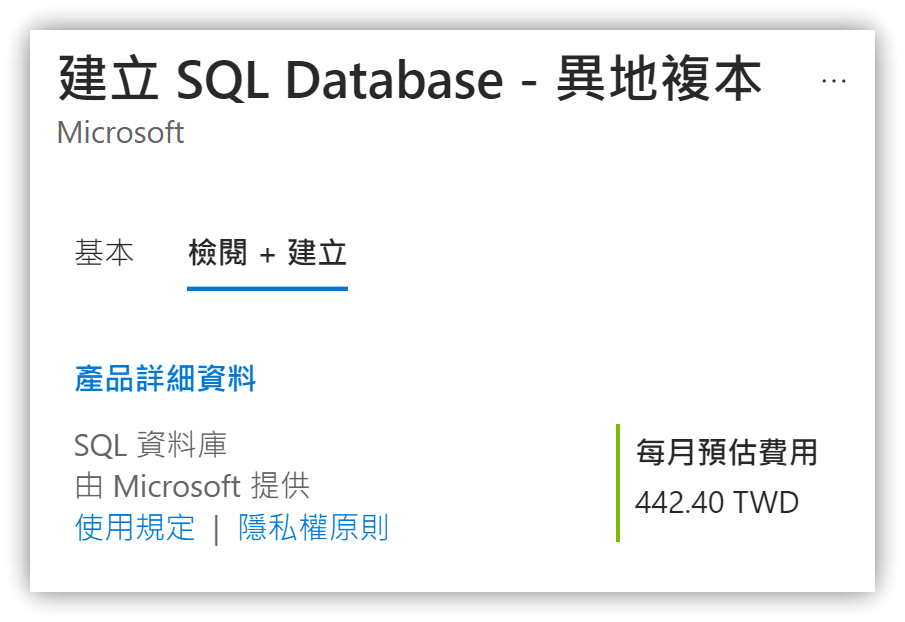 建立 SQL Database - 異地複本 ...
Microsoft
基本 檢閱 + 建立
產品詳細資料
SQL 資料庫
由 Microsoft 提供
使用規定 | 隱私權原則
每月預估費用
442.40 TWD